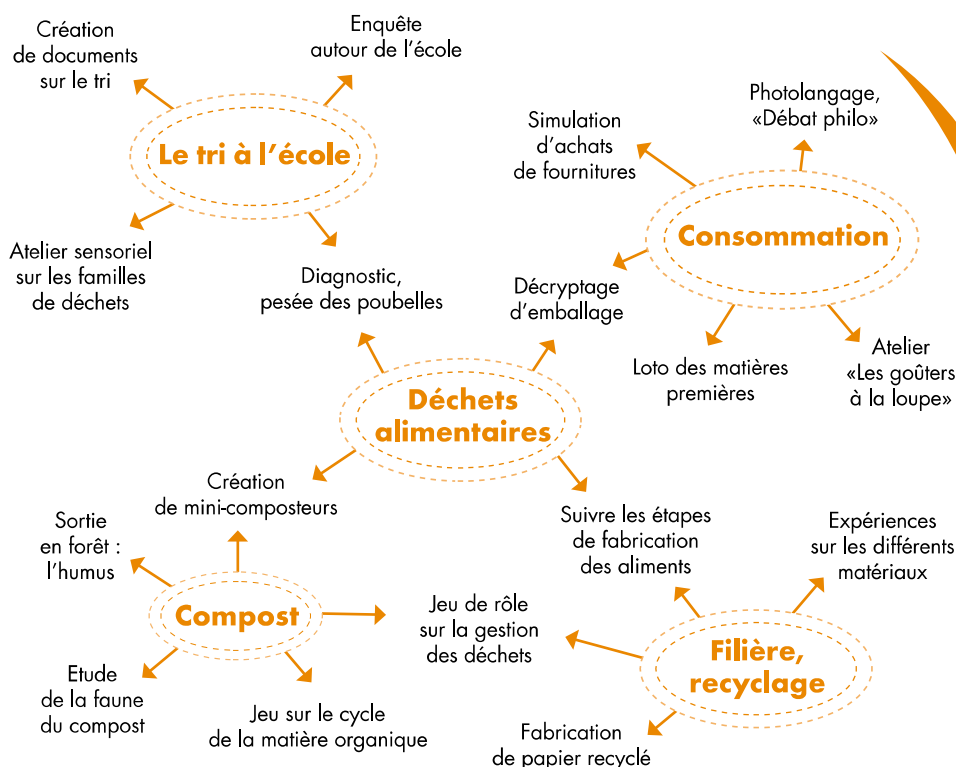 Création
de documents
sur le tri
Enquête
autour de l'école
Le tri à l'école
Atelier sensoriel
sur les familles
de déchets
Diagnostic,
pesée des poubelles
Simulation
d'achats
de fournitures
Photolangage,
«Débat philo»
Consommation
Décryptage
d'emballage
Loto des matières
premières
Atelier
«Les goûters
à la loupe»
Déchets
alimentaires
Création
de mini-composteurs
Suivre les étapes
de fabrication
des aliments
Sortie
en forêt :
l'humus
Compost
Etude
de la faune
du compost
Jeu sur le cycle
de la matière organique
Jeu de rôle
sur la gestion
des déchets
Expériences
sur les différents
matériaux
Filière,
recyclage
Fabrication
de papier recyclé